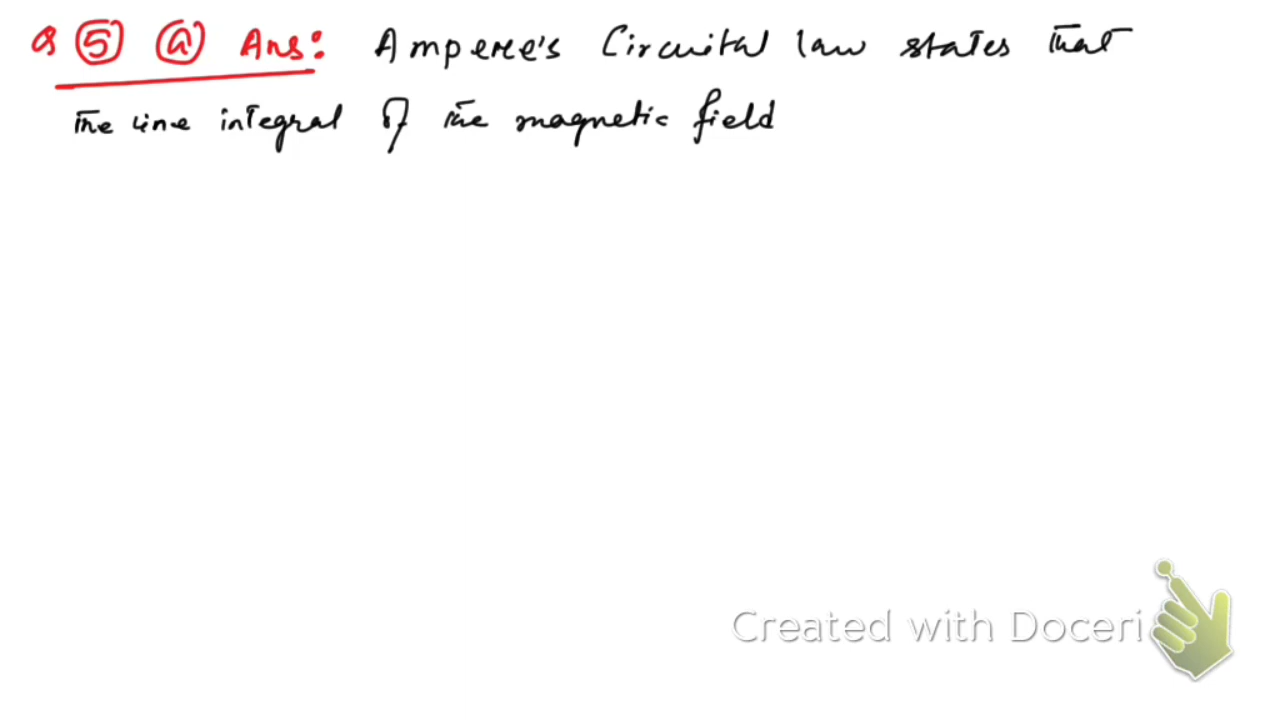 Q 5 a Ans: Ampere's Circuital law states that
the line integral of the magnetic field
Created with Doceri